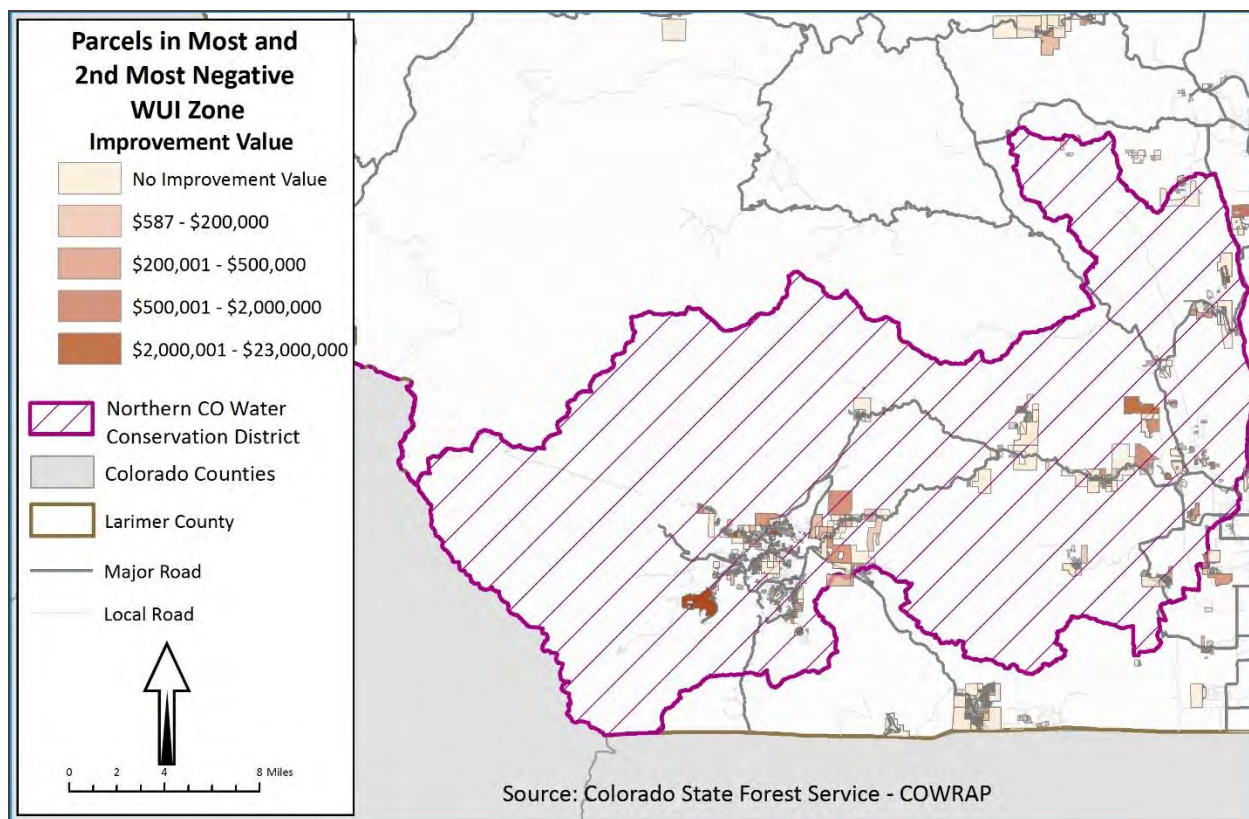 Parcels in Most and
2nd Most Negative
WUI Zone
Improvement Value
No Improvement Value
$587 - $200,000
$200,001 - $500,000
$500,001 - $2,000,000
$2,000,001 - $23,000,000
Northern CO Water
Conservation District
Colorado Counties
Larimer County
Major Road
Local Road
0 2 4 8 Miles
Source: Colorado State Forest Service - COWRAP